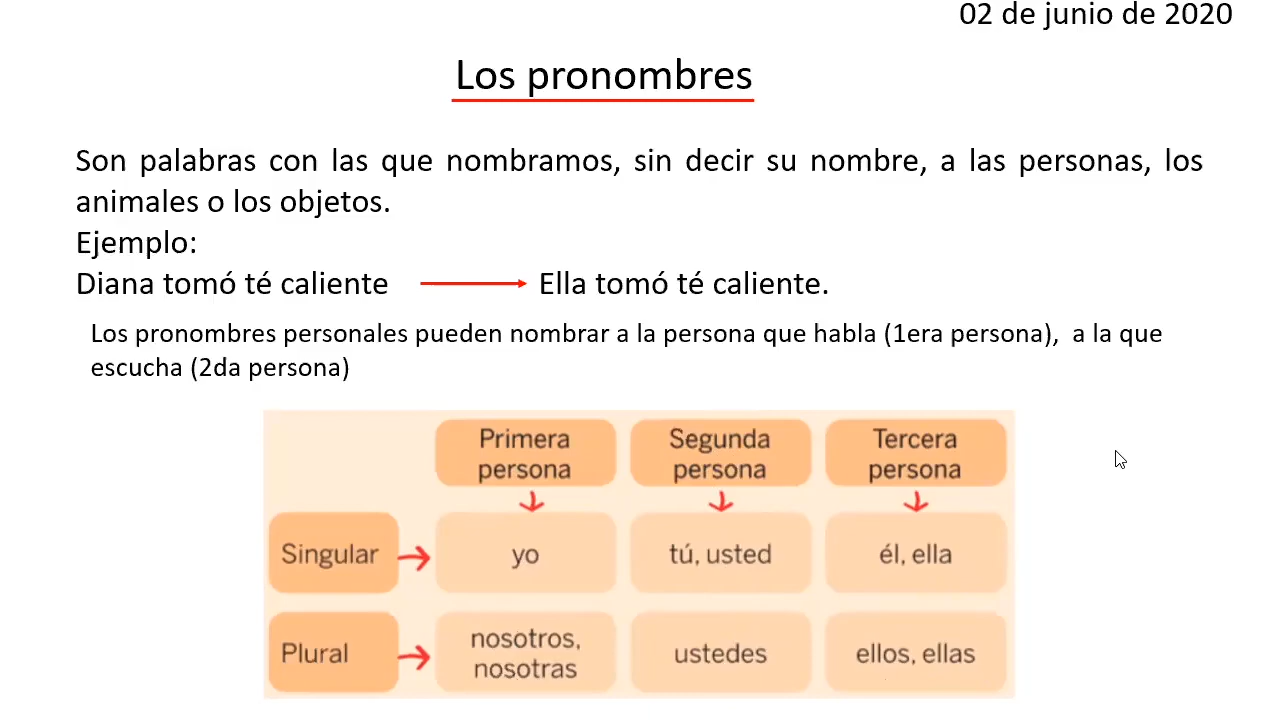 02 de junio de 2020
Los pronombres
Son palabras con las que nombramos, sin decir su nombre, a las personas, los
animales o los objetos.
Ejemplo:
Diana tomó té caliente Ella tomó té caliente.
Los pronombres personales pueden nombrar a la persona que habla (1era persona), a la que
escucha (2da persona)
Primera persona Segunda persona Tercera persona
Singular yo tú, usted él, ella
Plural nosotros, nosotras ustedes ellos, ellas